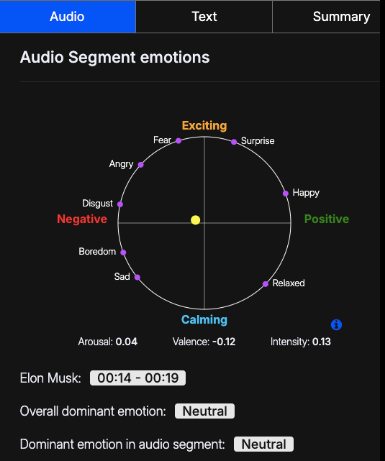 Audio Text Summary
Audio Segment emotions
Exciting
Fear Surprise
Angry
Happy
Disgust
Negative Positive
Boredom
Sad
Relaxed
Calming
Arousal: 0.04 Valence: -0.12 Intensity: 0.13
Elon Musk: 00:14 - 00:19
Overall dominant emotion: Neutral
Dominant emotion in audio segment: Neutral